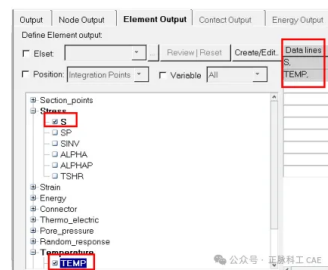 Output Node Output Element Output Contact Output Energy Output
Define Element output:
Elset: ... Review | Reset Create/Edit.. Data lines
S,
Position: Integration Points Variable All TEMP,
Section_points
Stress
S
SP
SINV
ALPHA
ALPHAP
TSHR
Strain
Energy
Connector
Thermo_electric
Pore_pressure
Random_response
Temperature
TEMP
公众号 · 正脉科工 CAE